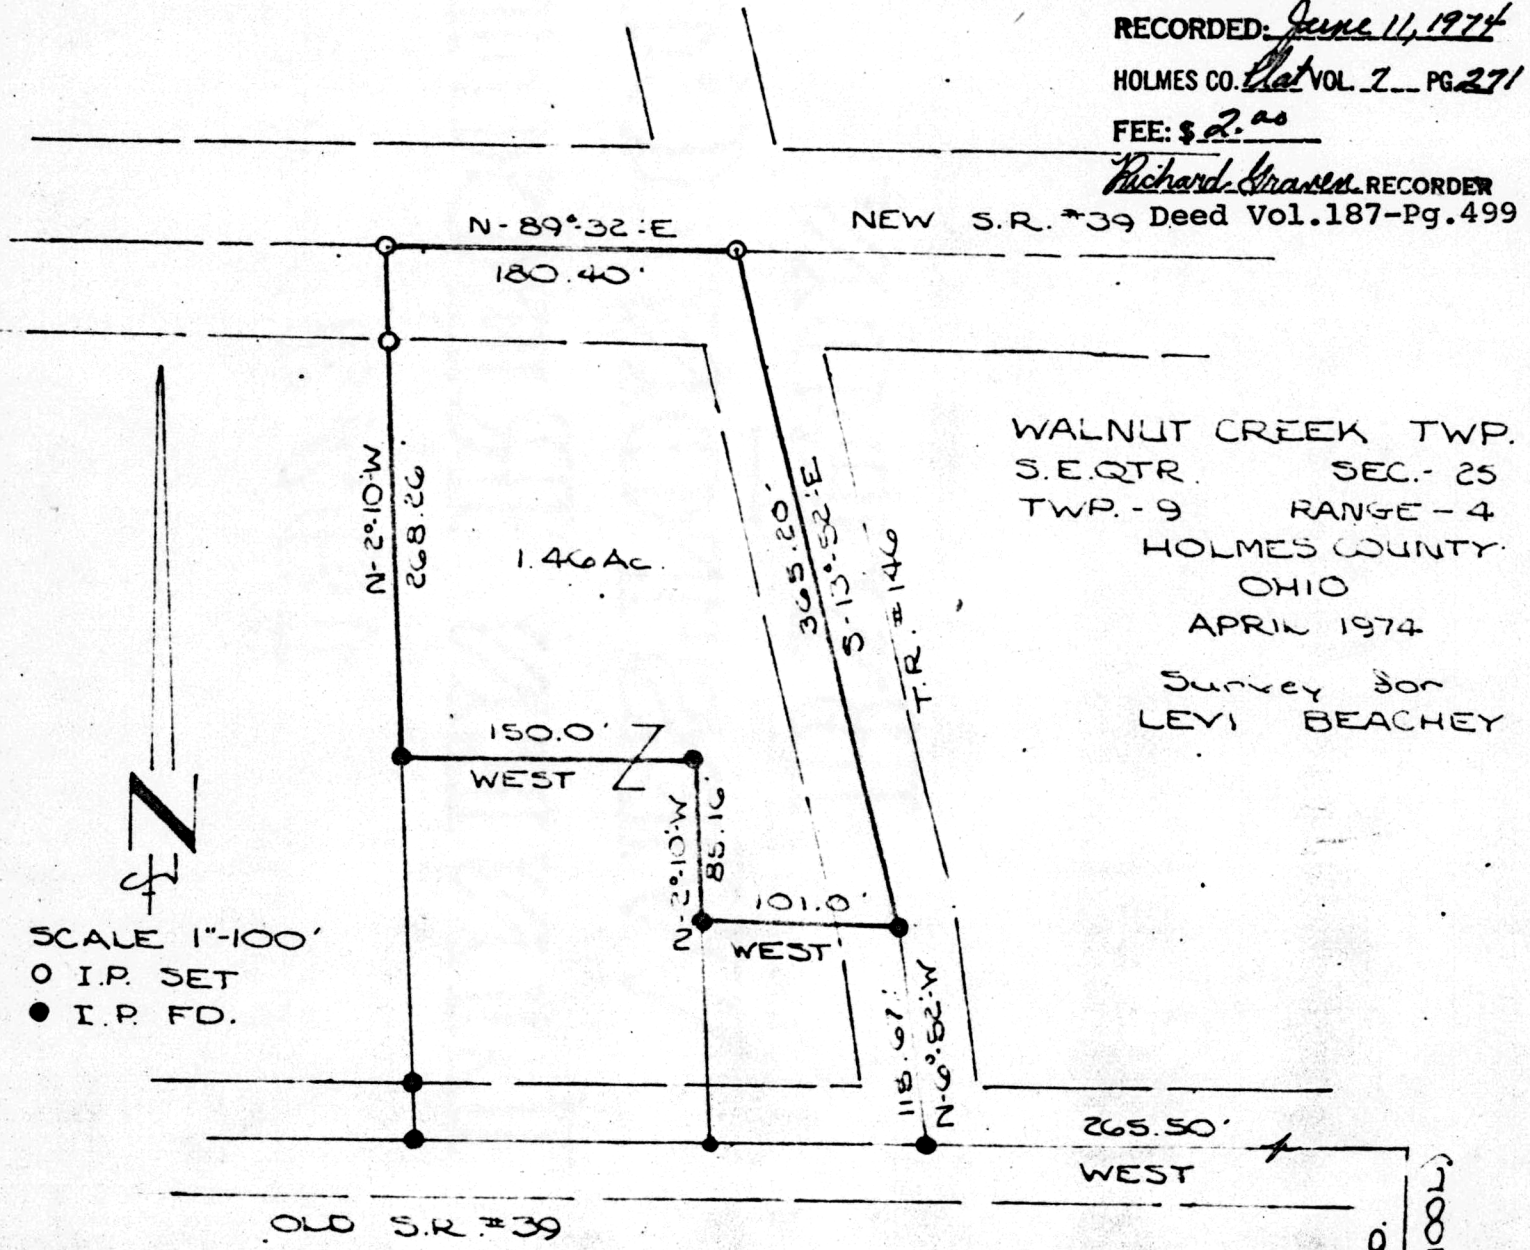 RECORDED: June 11, 1974
HOLMES CO. Plat VOL. 7 PG. 271
FEE: $ 2.00
Richard Graven RECORDER
NEW S.R. #39 Deed Vol.187-Pg.499
N-89°-32'-E
180.40'
N-2°-10'-W
268.26
1.46 Ac.
365.20'
S-13°-52'-E
T.R. #146
WALNUT CREEK TWP.
S.E. QTR. SEC.- 25
TWP.- 9 RANGE - 4
HOLMES COUNTY
OHIO
APRIL 1974
Survey for
LEVI BEACHEY
150.0'
WEST
N-2°-10'-W
85.16'
101.0'
WEST
N
SCALE 1"-100'
O I.P. SET
● I.P. FD.
118.67'
N-6°-52'-W
265.50'
WEST
OLD S.R. #39